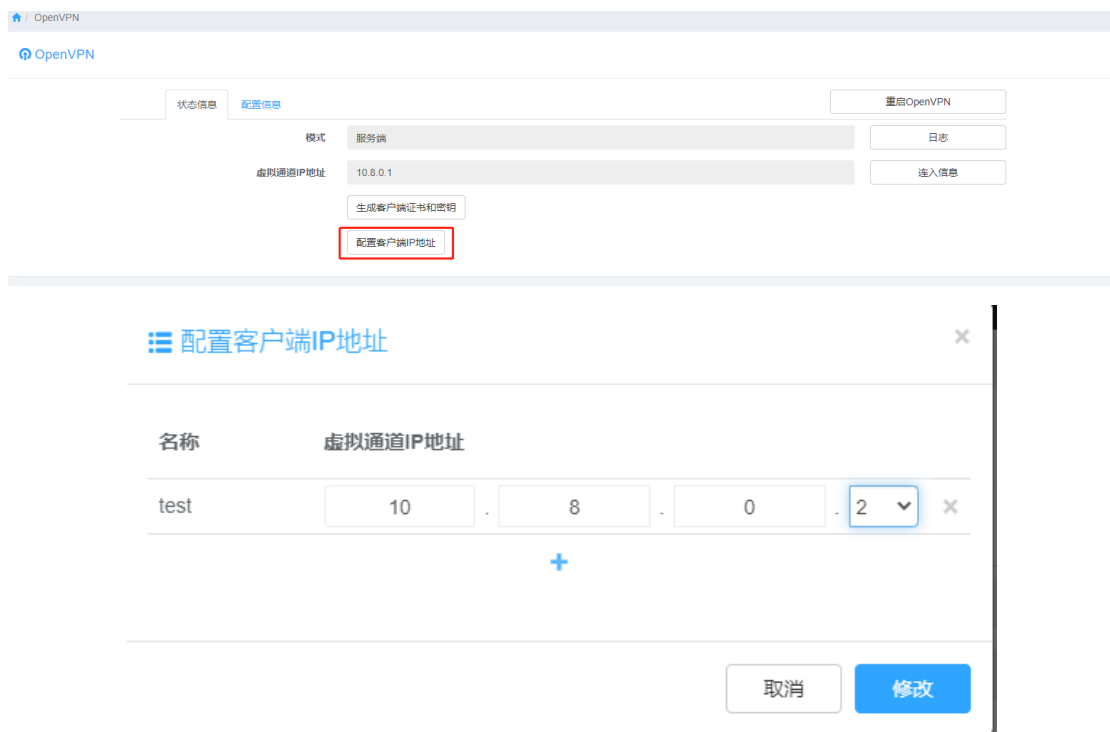 / OpenVPN
OpenVPN
状态信息 配置信息 重启OpenVPN
模式 服务端 日志
虚拟通道IP地址 10.8.0.1 连入信息
生成客户端证书和密钥
配置客户端IP地址
配置客户端IP地址 ×
名称 虚拟通道IP地址
test 10 . 8 . 0 . 2 ×
+
取消 修改